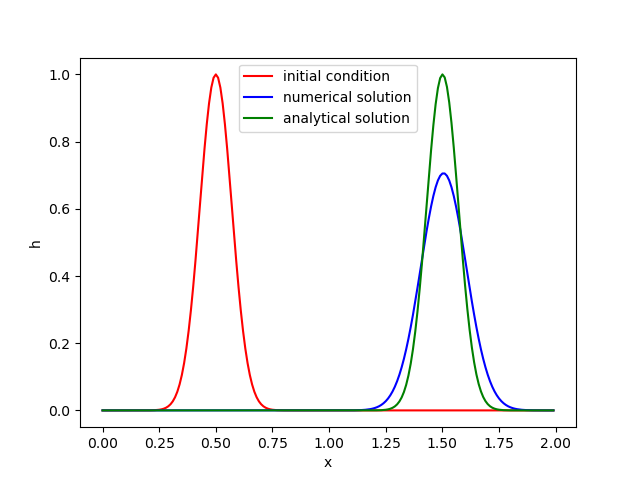 initial condition
numerical solution
analytical solution
1.0
0.8
0.6
0.4
0.2
0.0
h
0.00 0.25 0.50 0.75 1.00 1.25 1.50 1.75 2.00
x